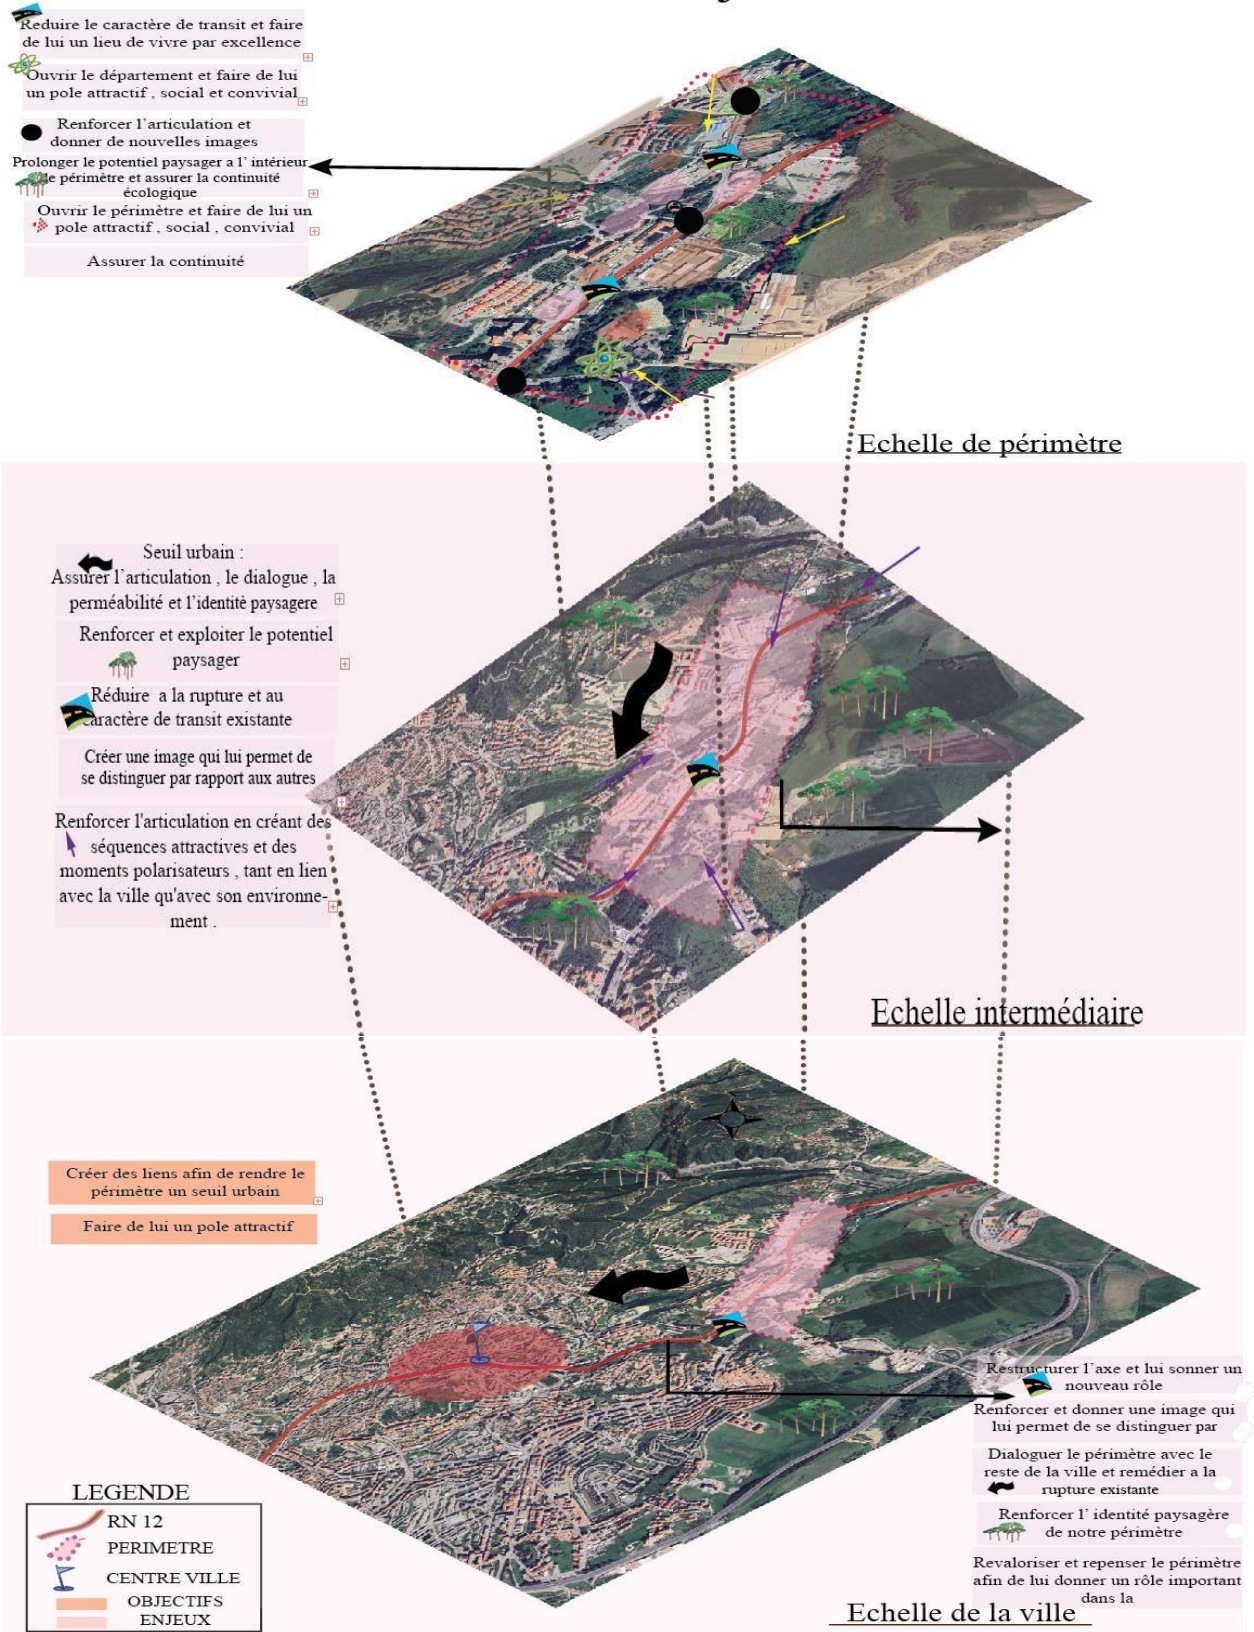 Reduire le caractère de transit et faire
de lui un lieu de vivre par excellence
Ouvrir le département et faire de lui
un pole attractif , social et convivial
Renforcer l’articulation et
donner de nouvelles images
Prolonger le potentiel paysager a l’ intérieur
le périmètre et assurer la continuité
écologique
Ouvrir le périmètre et faire de lui un
pole attractif , social , convivial
Assurer la continuité
Echelle de périmètre
Seuil urbain :
Assurer l’articulation , le dialogue , la
perméabilité et l’identitè paysagere
Renforcer et exploiter le potentiel
paysager
Réduire a la rupture et au
caractère de transit existante
Créer une image qui lui permet de
se distinguer par rapport aux autres
Renforcer l'articulation en créant des
séquences attractives et des
moments polarisateurs , tant en lien
avec la ville qu'avec son environne-
ment .
Echelle intermédiaire
Créer des liens afin de rendre le
périmètre un seuil urbain
Faire de lui un pole attractif
Restructurer l’axe et lui sonner un
nouveau rôle
Renforcer et donner une image qui
lui permet de se distinguer par
Dialoguer le périmètre avec le
reste de la ville et remédier a la
rupture existante
Renforcer l’ identité paysagère
de notre périmètre
Revaloriser et repenser le périmètre
afin de lui donner un rôle important
dans la
LEGENDE
RN 12
PERIMETRE
CENTRE VILLE
OBJECTIFS
ENJEUX
Echelle de la ville